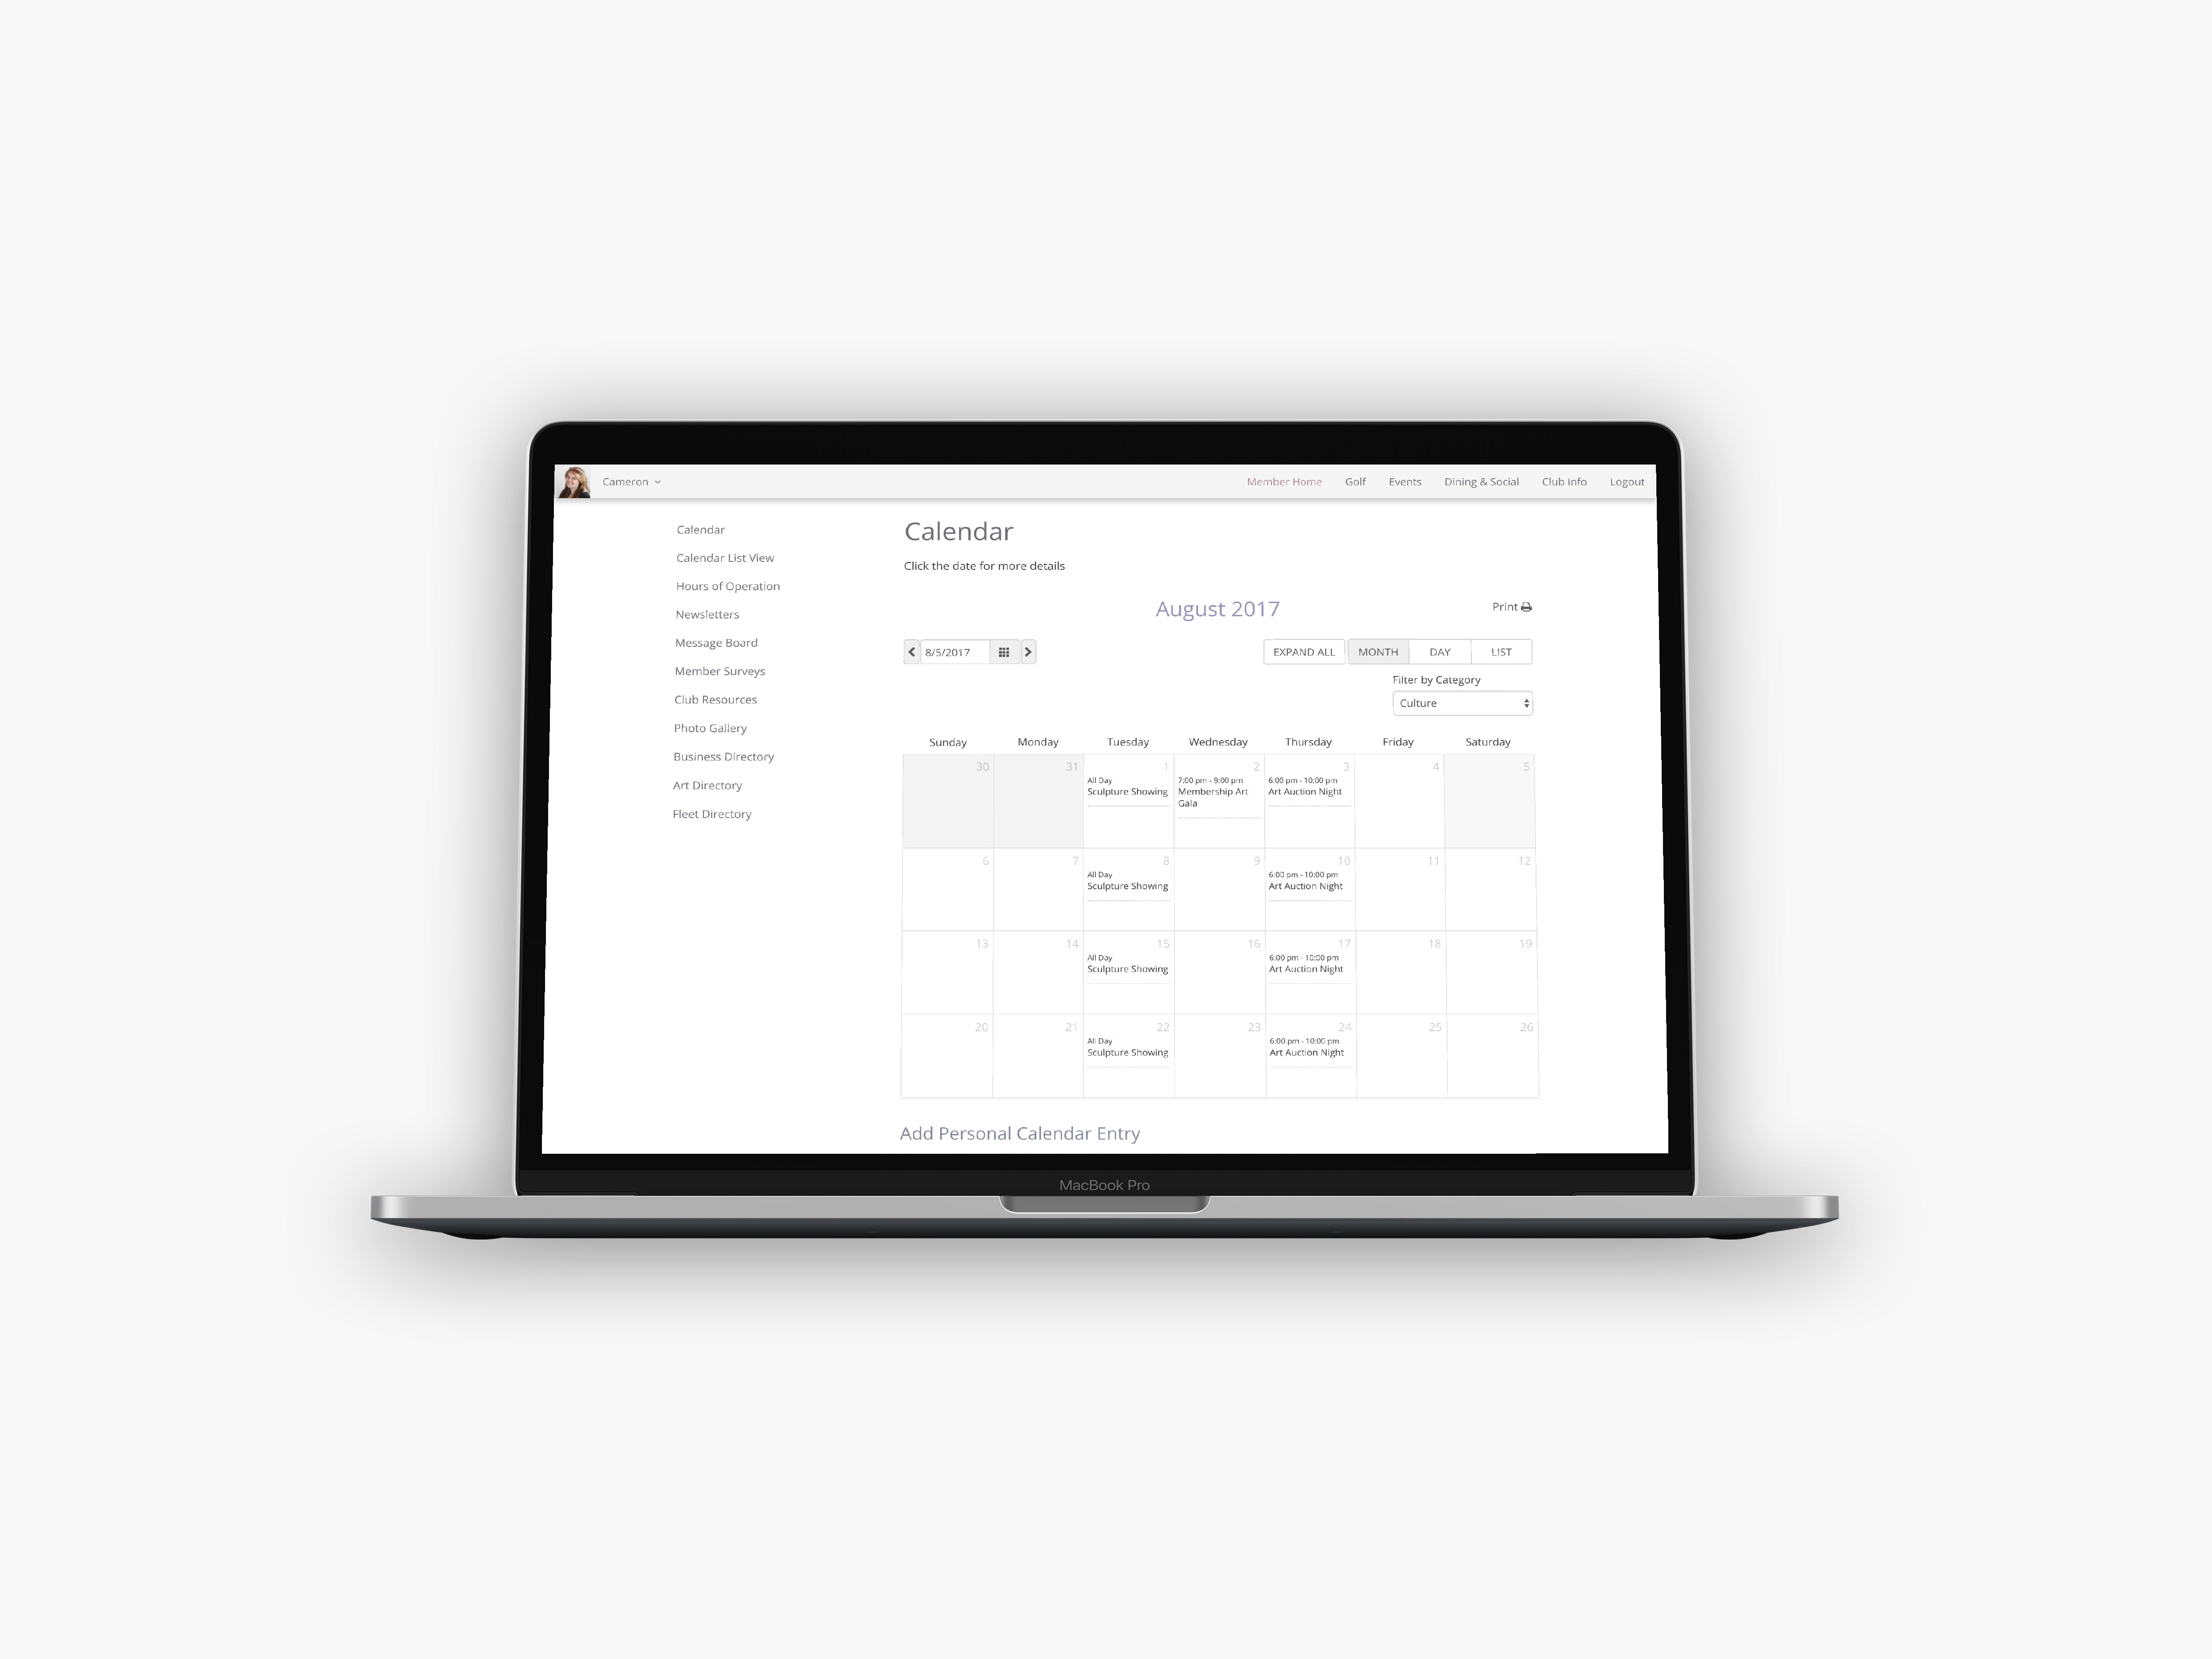 Cameron
Member Home Golf Events Dining & Social Club Info Logout
Calendar
Calendar List View
Hours of Operation
Newsletters
Message Board
Member Surveys
Club Resources
Photo Gallery
Business Directory
Art Directory
Fleet Directory
Calendar
Click the date for more details
August 2017
Print
8/5/2017
EXPAND ALL MONTH DAY LIST
Filter by Category
Culture
Sunday Monday Tuesday Wednesday Thursday Friday Saturday
30 31 1 2 3 4 5
All Day 7:00 pm - 9:00 pm 6:00 pm - 10:00 pm
Sculpture Showing Membership Art Art Auction Night
Gala
6 7 8 9 10 11 12
All Day 6:00 pm - 10:00 pm
Sculpture Showing Art Auction Night
13 14 15 16 17 18 19
All Day 6:00 pm - 10:00 pm
Sculpture Showing Art Auction Night
20 21 22 23 24 25 26
All Day 6:00 pm - 10:00 pm
Sculpture Showing Art Auction Night
Add Personal Calendar Entry
MacBook Pro